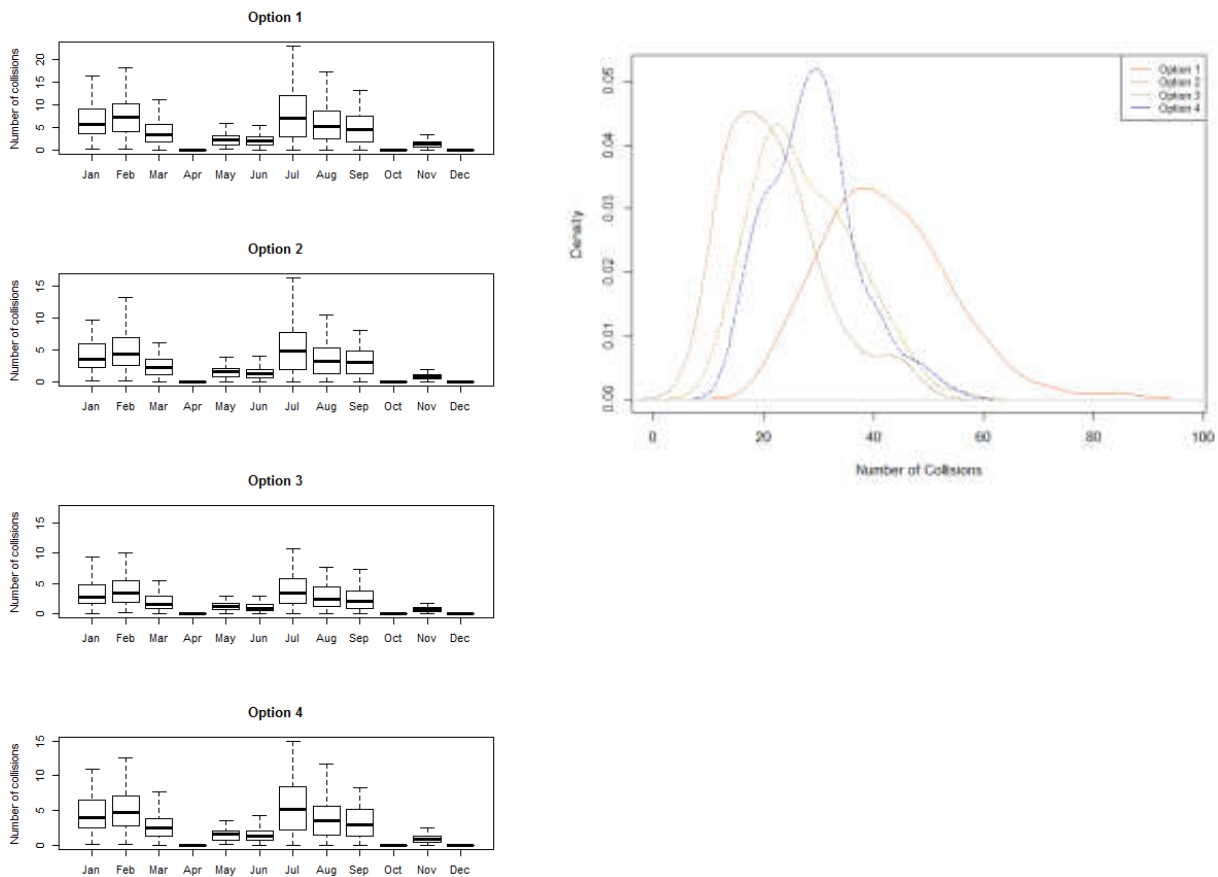 Option 1
Number of collisions
20
15
10
5
0
Jan Feb Mar Apr May Jun Jul Aug Sep Oct Nov Dec
Option 2
Number of collisions
15
10
5
0
Jan Feb Mar Apr May Jun Jul Aug Sep Oct Nov Dec
Option 3
Number of collisions
15
10
5
0
Jan Feb Mar Apr May Jun Jul Aug Sep Oct Nov Dec
Option 4
Number of collisions
15
10
5
0
Jan Feb Mar Apr May Jun Jul Aug Sep Oct Nov Dec
Option 1
Option 2
Option 3
Option 4
Density
0.05
0.04
0.03
0.02
0.01
0.00
0 20 40 60 80 100
Number of Collisions